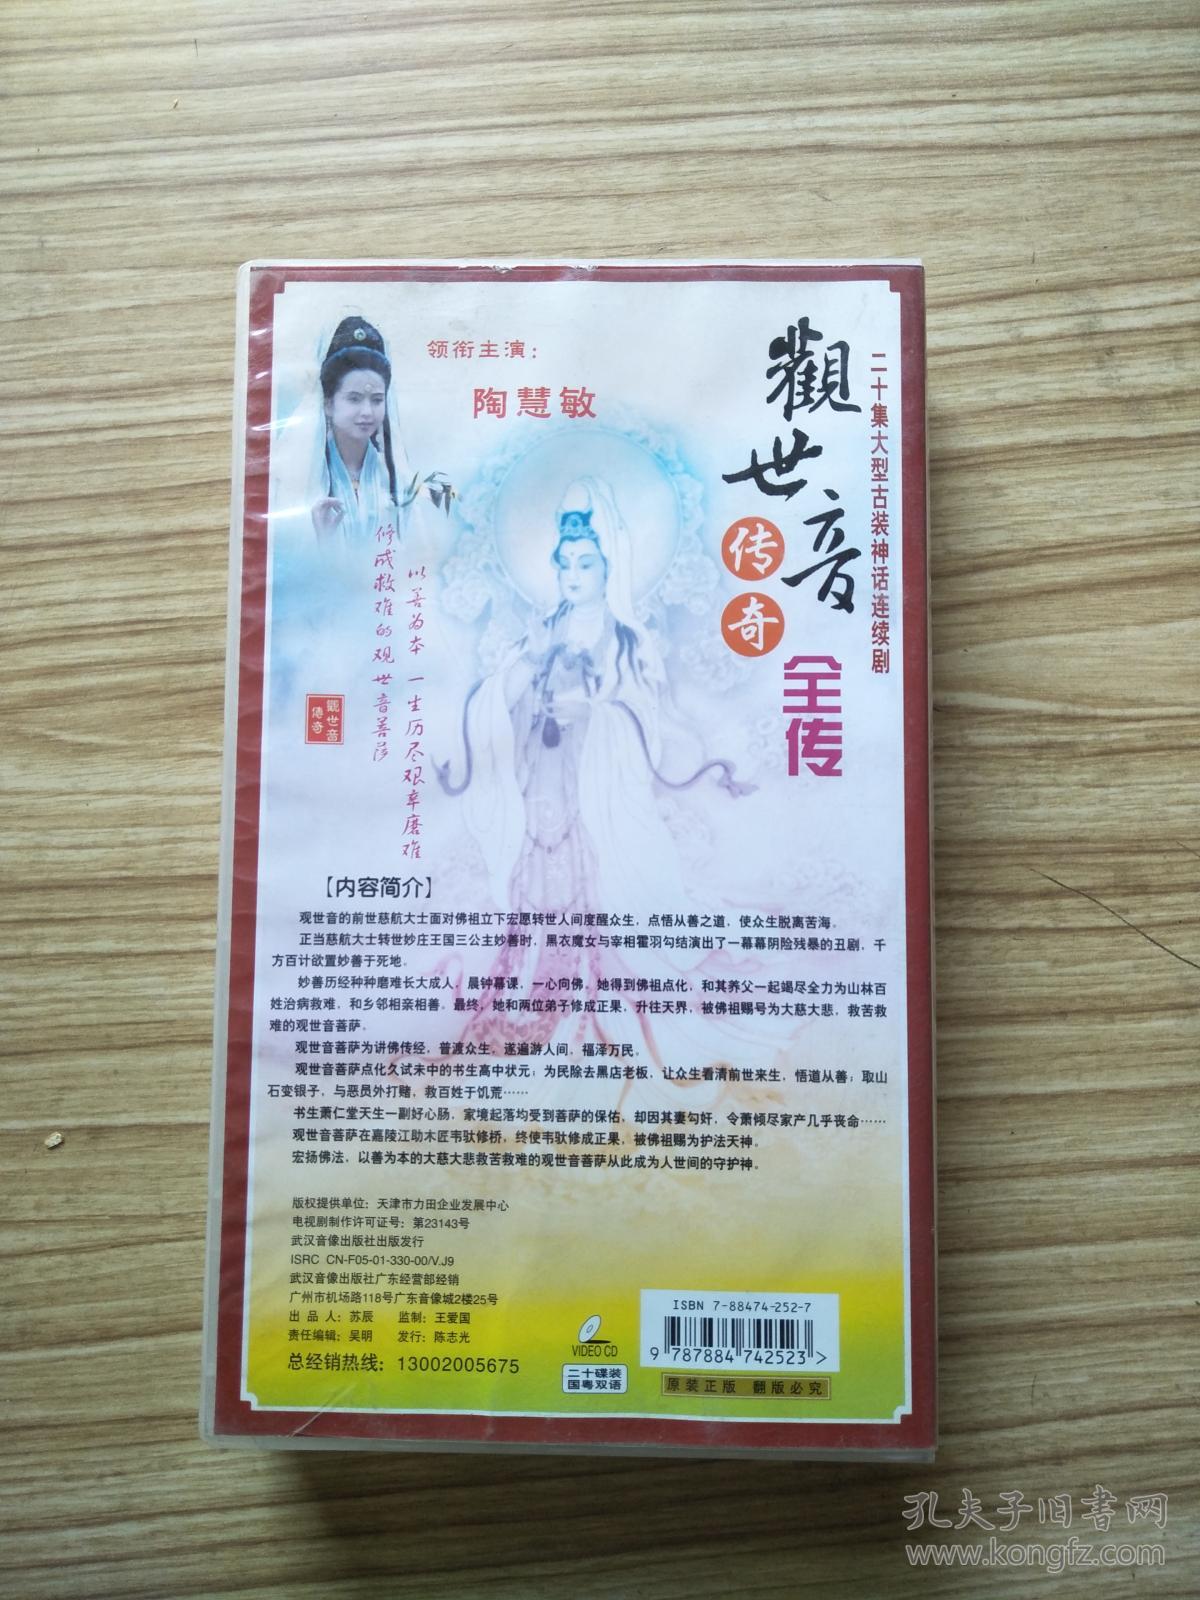 领衔主演：
陶慧敏
觀世音
传奇
全传
二十集大型古装神话连续剧
以善为本 一生历尽艰辛磨难
修成救难的观世音菩萨
觀世音
傳奇
【内容简介】
观世音的前世慈航大士面对佛祖立下宏愿转世人间度醒众生，点悟从善之道，使众生脱离苦海。
正当慈航大士转世妙庄王国三公主妙善时，黑衣魔女与宰相霍羽勾结演出了一幕幕阴险残暴的丑剧，千
方百计欲置妙善于死地。
妙善历经种种磨难长大成人，晨钟幕课，一心向佛，她得到佛祖点化，和其养父一起竭尽全力为山林百
姓治病救难，和乡邻相亲相善。最终，她和两位弟子修成正果，升往天界，被佛祖赐号为大慈大悲，救苦救
难的观世音菩萨。
观世音菩萨为讲佛传经，普渡众生，遂遍游人间，福泽万民。
观世音菩萨点化久试未中的书生高中状元；为民除去黑店老板，让众生看清前世来生，悟道从善；取山
石变银子，与恶员外打赌，救百姓于饥荒……
书生萧仁堂天生一副好心肠，家境起落均受到菩萨的保佑，却因其妻勾奸，令萧倾尽家产几乎丧命……
观世音菩萨在嘉陵江助木匠韦驮修桥，终使韦驮修成正果，被佛祖赐为护法天神。
宏扬佛法，以善为本的大慈大悲救苦救难的观世音菩萨从此成为人世间的守护神。
版权提供单位：天津市力田企业发展中心
电视剧制作许可证号：第23143号
武汉音像出版社出版发行
ISRC CN-F05-01-330-00/V.J9
武汉音像出版社广东经营部经销
广州市机场路118号广东音像城2楼25号
出 品 人：苏辰 监制：王爱国
责任编辑：吴明 发行：陈志光
总经销热线：13002005675
VIDEO CD
二十碟装
国粤双语
ISBN 7-88474-252-7
9 787884 742523 >
原装正版 翻版必究
孔夫子旧书网
www.kongfz.com